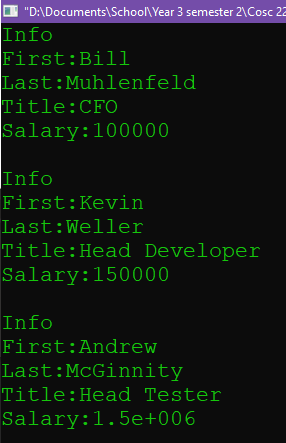 "D:\Documents\School\Year 3 semester 2\Cosc 22
Info
First:Bill
Last:Muhlenfeld
Title:CFO
Salary:100000
Info
First:Kevin
Last:Weller
Title:Head Developer
Salary:150000
Info
First:Andrew
Last:McGinnity
Title:Head Tester
Salary:1.5e+006